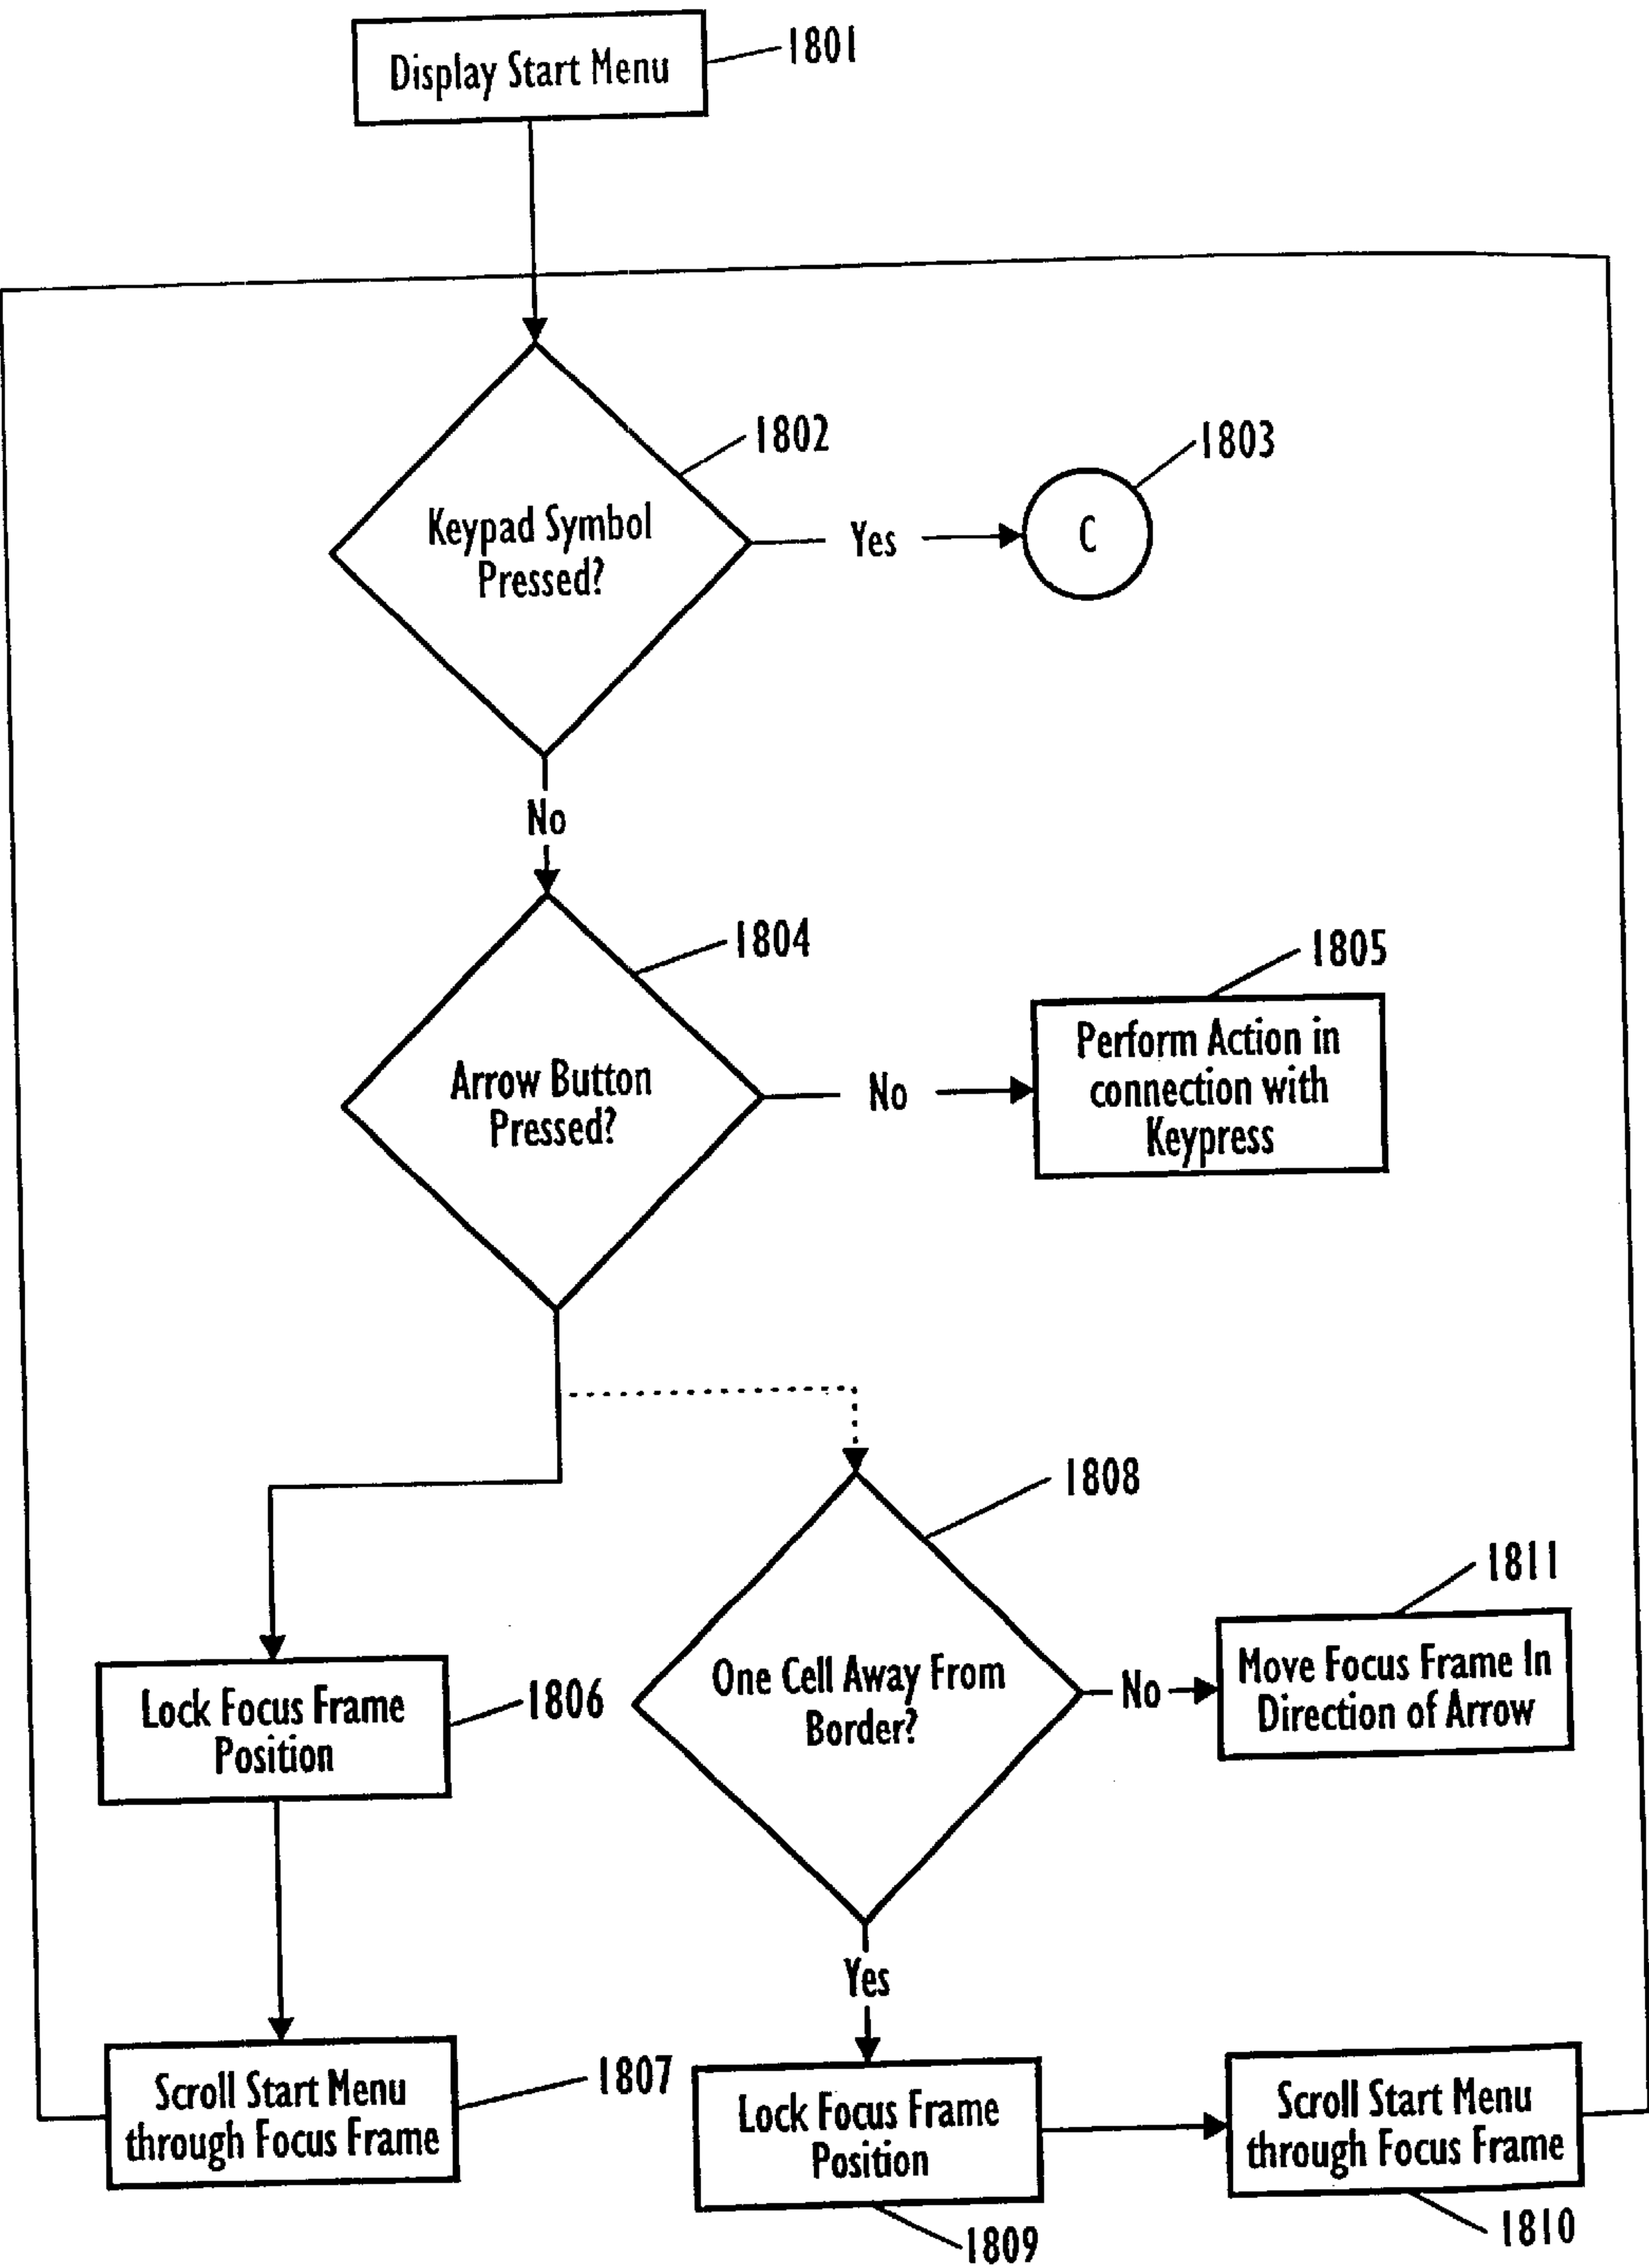 Display Start Menu
1801
Keypad Symbol
Pressed?
1802
Yes
C
1803
No
Arrow Button
Pressed?
1804
No
Perform Action in
connection with
Keypress
1805
Lock Focus Frame
Position
1806
Scroll Start Menu
through Focus Frame
1807
One Cell Away From
Border?
1808
No
Move Focus Frame In
Direction of Arrow
1811
Yes
Lock Focus Frame
Position
1809
Scroll Start Menu
through Focus Frame
1810